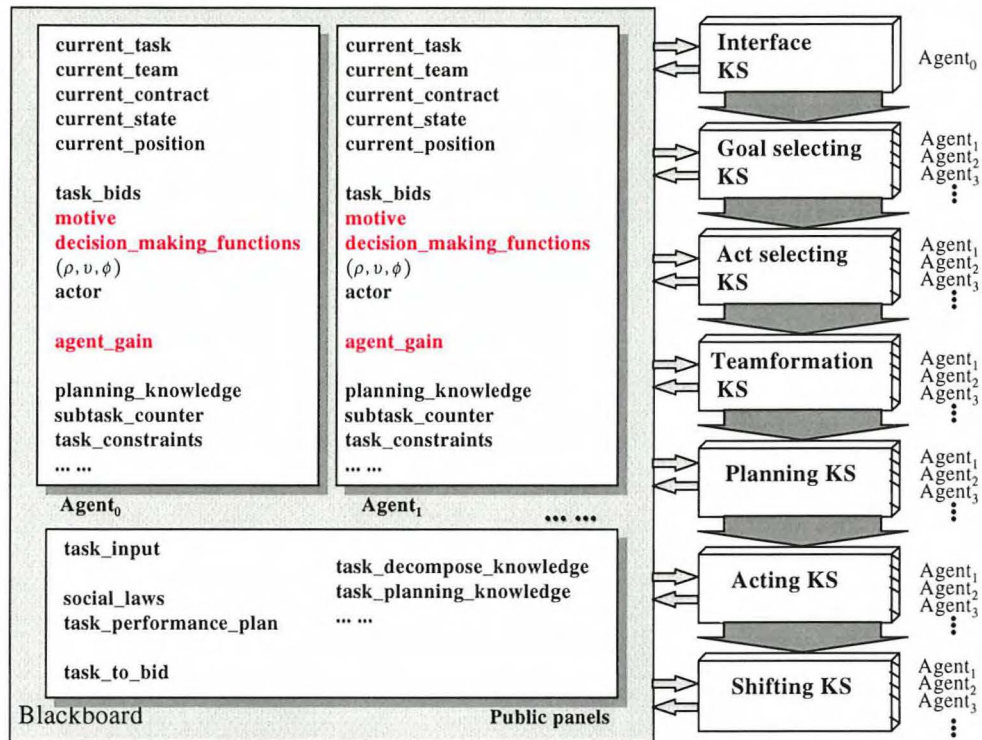 current_task
current_team
current_contract
current_state
current_position
task_bids
motive
decision_making_functions
(ρ, υ, ϕ)
actor
agent_gain
planning_knowledge
subtask_counter
task_constraints
... ...
Agent₀
current_task
current_team
current_contract
current_state
current_position
task_bids
motive
decision_making_functions
(ρ, υ, ϕ)
actor
agent_gain
planning_knowledge
subtask_counter
task_constraints
... ...
Agent₁
... ...
task_input
social_laws
task_performance_plan
task_to_bid
task_decompose_knowledge
task_planning_knowledge
... ...
Blackboard
Public panels
Interface
KS
Agent₀
Goal selecting
KS
Agent₁
Agent₂
Agent₃
Act selecting
KS
Agent₁
Agent₂
Agent₃
Teamformation
KS
Agent₁
Agent₂
Agent₃
Planning KS
Agent₁
Agent₂
Agent₃
Acting KS
Agent₁
Agent₂
Agent₃
Shifting KS
Agent₁
Agent₂
Agent₃